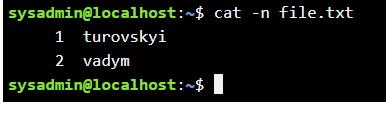 sysadmin@localhost:~$ cat -n file.txt
     1  turovskyi
     2  vadym
sysadmin@localhost:~$